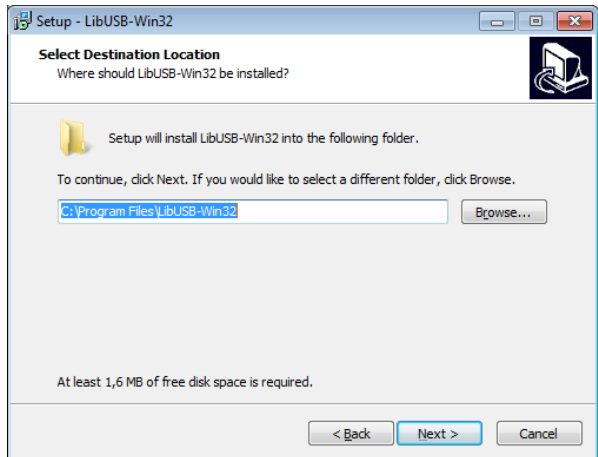 Setup - LibUSB-Win32
Select Destination Location
Where should LibUSB-Win32 be installed?
Setup will install LibUSB-Win32 into the following folder.
To continue, click Next. If you would like to select a different folder, click Browse.
C:\Program Files\LibUSB-Win32
Browse...
At least 1,6 MB of free disk space is required.
< Back
Next >
Cancel